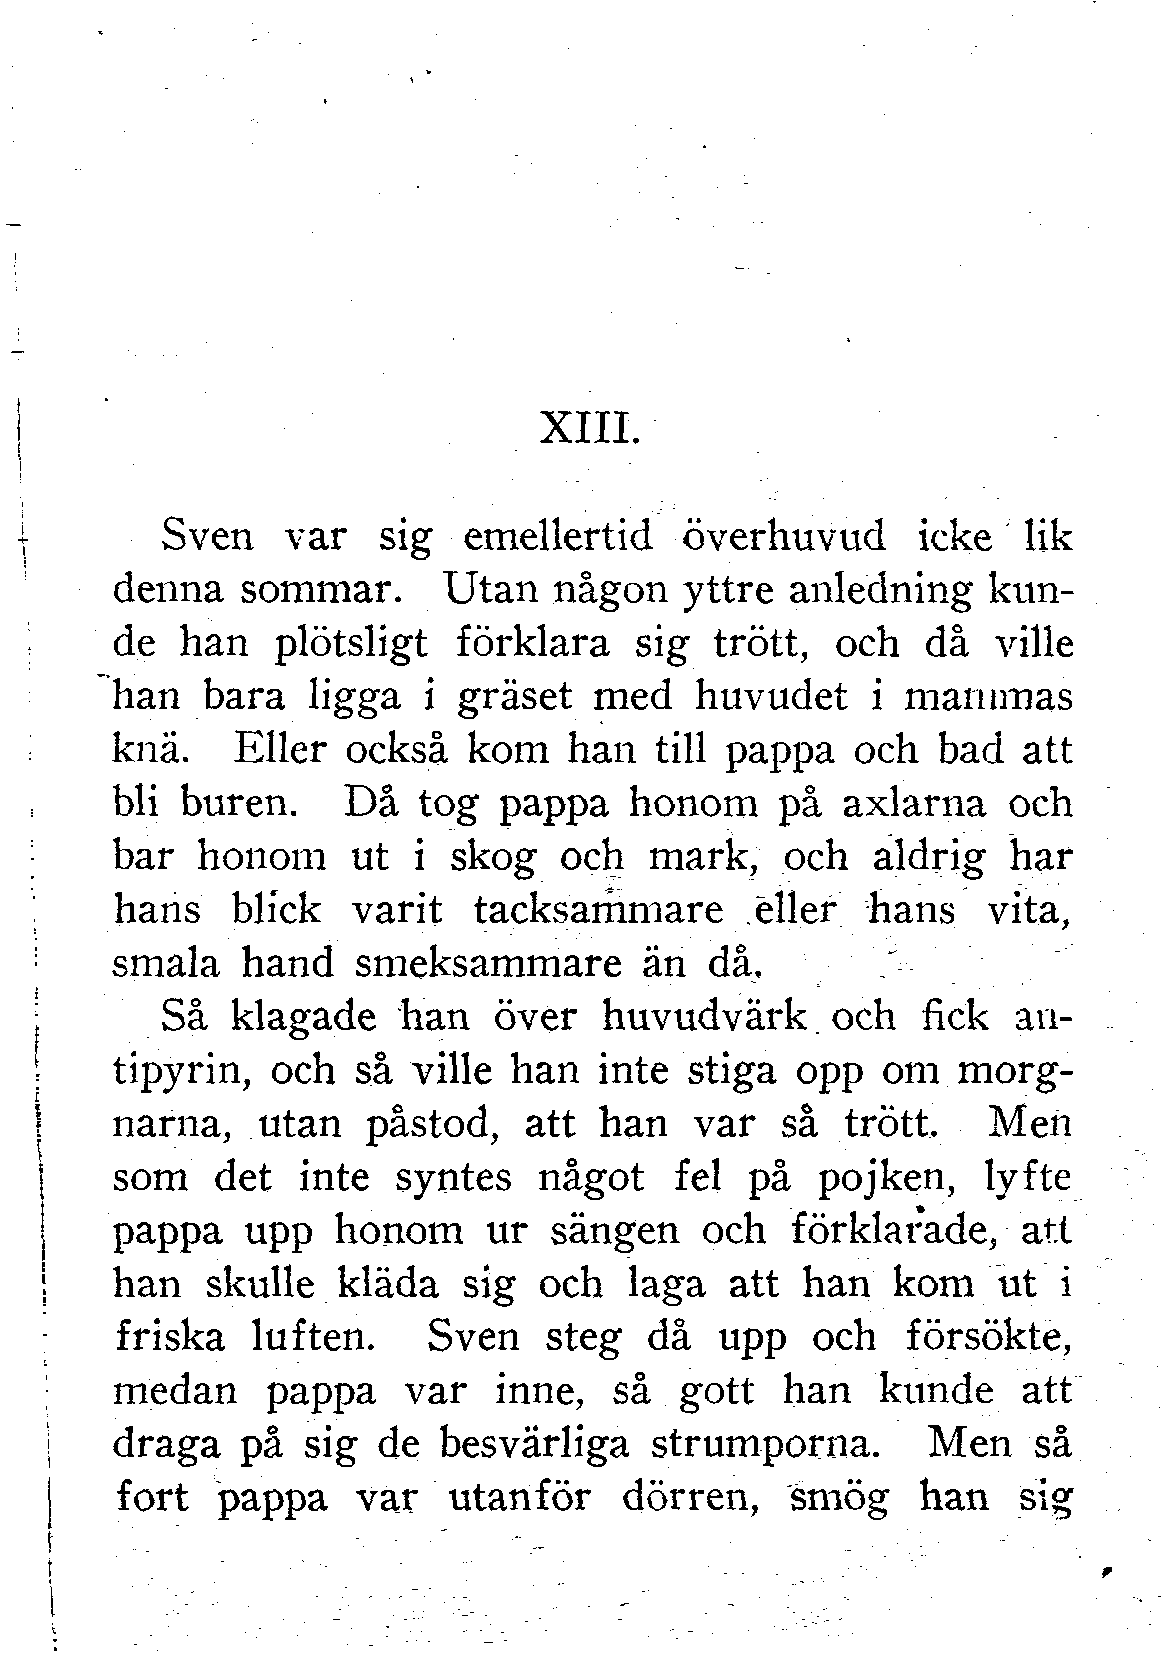 XIII.
Sven var sig emellertid överhuvud icke lik
denna sommar. Utan någon yttre anledning kun-
de han plötsligt förklara sig trött, och då ville
han bara ligga i gräset med huvudet i mammas
knä. Eller också kom han till pappa och bad att
bli buren. Då tog pappa honom på axlarna och
bar honom ut i skog och mark, och aldrig har
hans blick varit tacksammare eller hans vita,
smala hand smeksammare än då.
Så klagade han över huvudvärk och fick an-
tipyrin, och så ville han inte stiga opp om morg-
narna, utan påstod, att han var så trött. Men
som det inte syntes något fel på pojken, lyfte
pappa upp honom ur sängen och förklarade, att
han skulle kläda sig och laga att han kom ut i
friska luften. Sven steg då upp och försökte,
medan pappa var inne, så gott han kunde att
draga på sig de besvärliga strumporna. Men så
fort pappa var utanför dörren, smög han sig